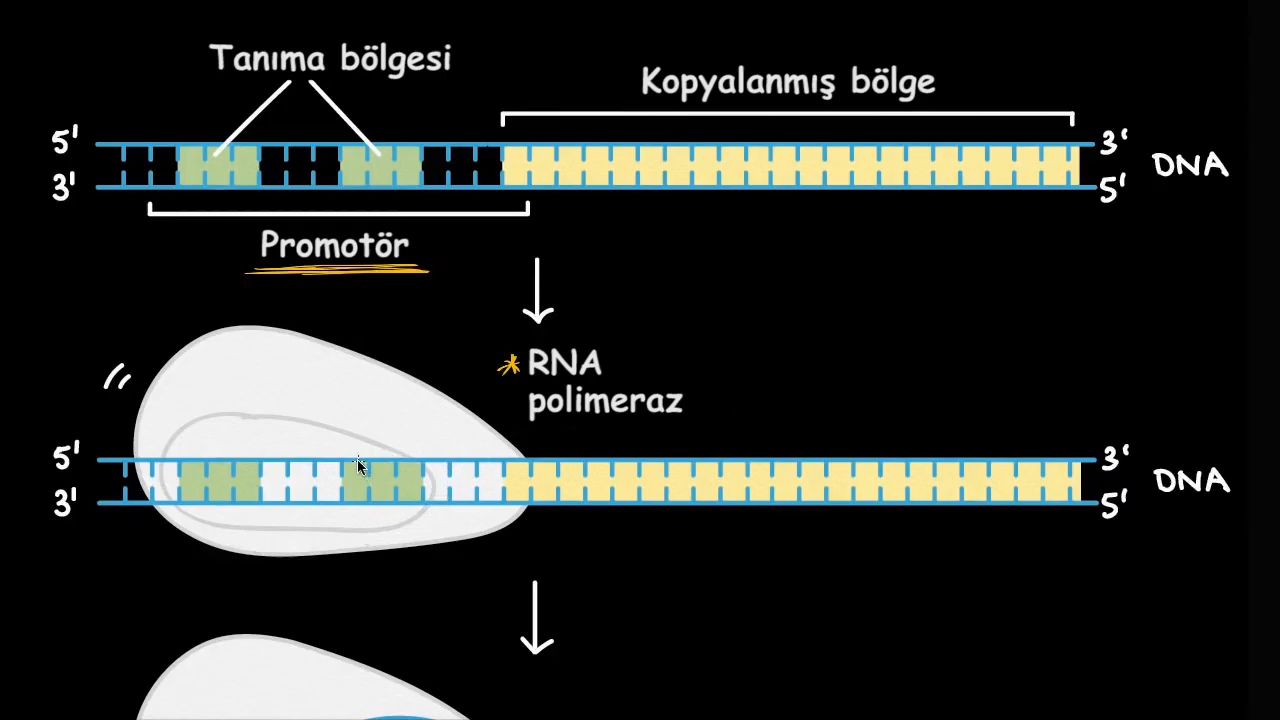 Tanıma bölgesi
Kopyalanmış bölge
5' 3'
DNA
3' 5'
Promotör
* RNA
polimeraz
5' 3'
DNA
3' 5'